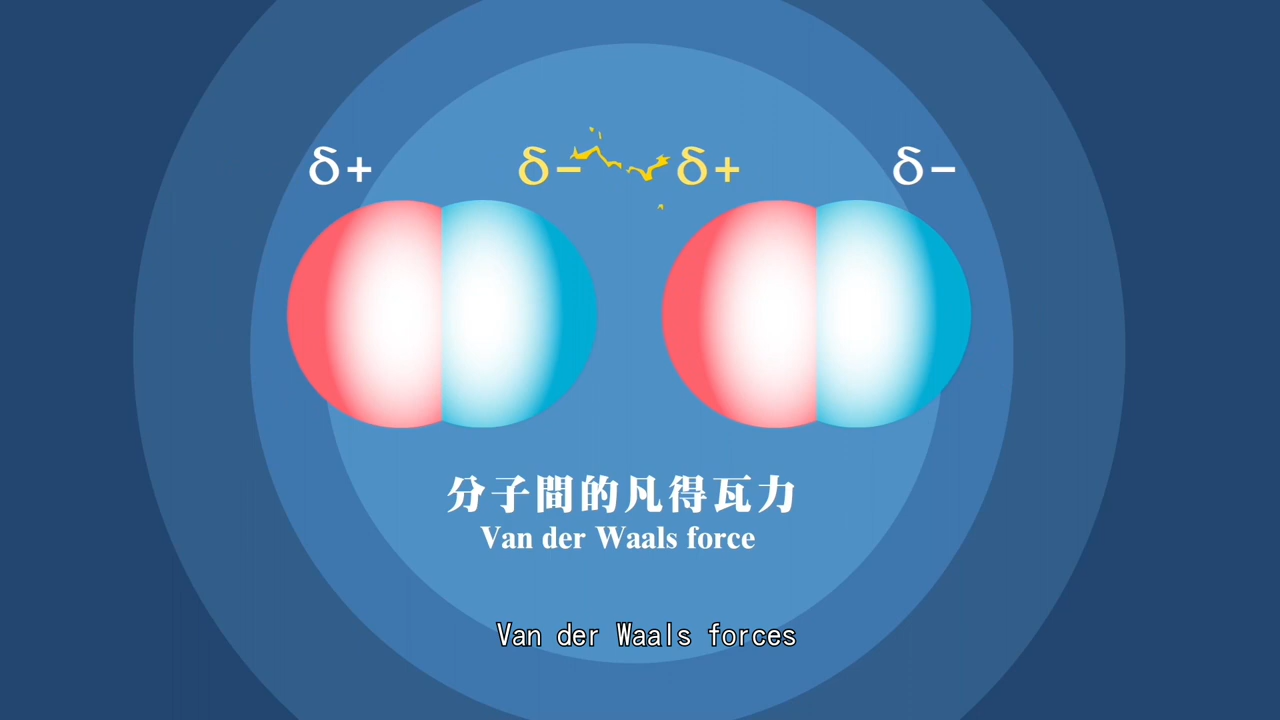 δ+ δ− δ+ δ−
分子間的凡得瓦力
Van der Waals force
Van der Waals forces